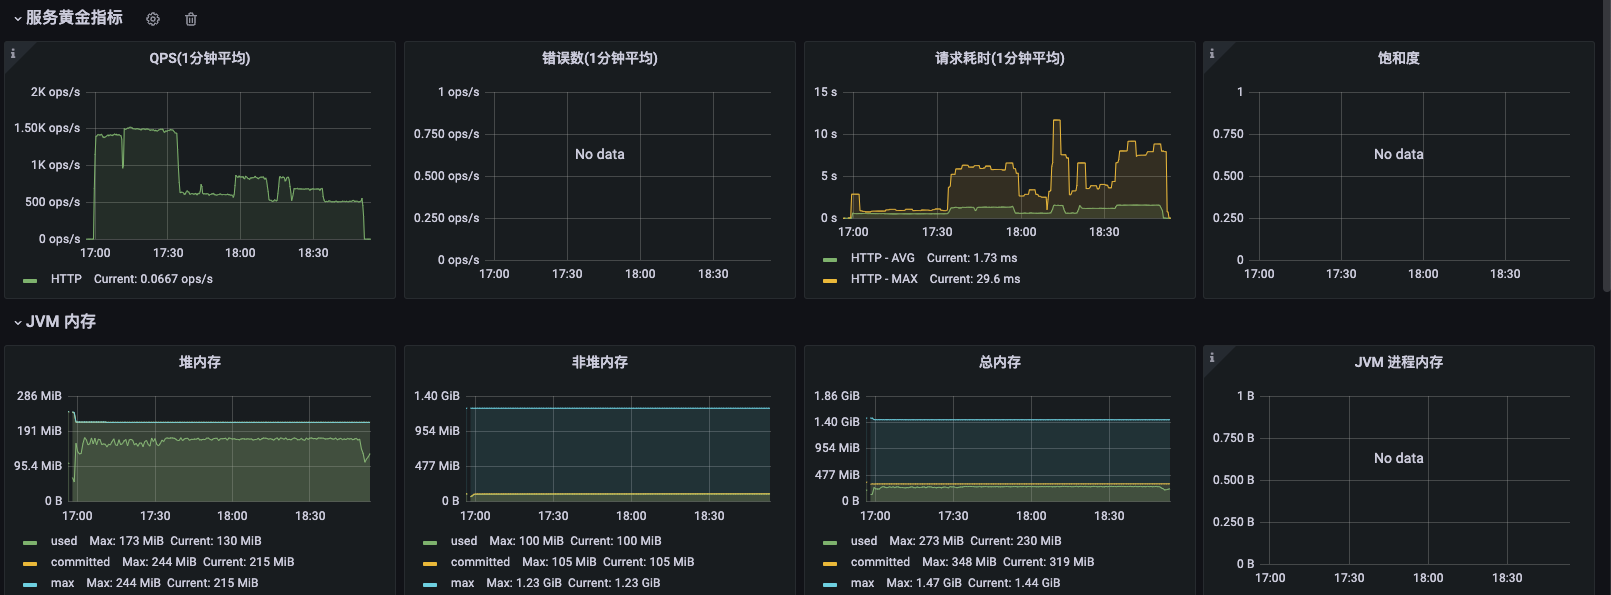 服务黄金指标
QPS(1分钟平均)
2K ops/s
1.50K ops/s
1K ops/s
500 ops/s
0 ops/s
17:00 17:30 18:00 18:30
HTTP Current: 0.0667 ops/s
错误数(1分钟平均)
1 ops/s
0.750 ops/s
0.500 ops/s
0.250 ops/s
0 ops/s
No data
17:00 17:30 18:00 18:30
请求耗时(1分钟平均)
15 s
10 s
5 s
0 s
17:00 17:30 18:00 18:30
HTTP - AVG Current: 1.73 ms
HTTP - MAX Current: 29.6 ms
饱和度
1
0.750
0.500
0.250
0
No data
17:00 17:30 18:00 18:30
JVM 内存
堆内存
286 MiB
191 MiB
95.4 MiB
0 B
17:00 17:30 18:00 18:30
used Max: 173 MiB Current: 130 MiB
committed Max: 244 MiB Current: 215 MiB
max Max: 244 MiB Current: 215 MiB
非堆内存
1.40 GiB
954 MiB
477 MiB
0 B
17:00 17:30 18:00 18:30
used Max: 100 MiB Current: 100 MiB
committed Max: 105 MiB Current: 105 MiB
max Max: 1.23 GiB Current: 1.23 GiB
总内存
1.86 GiB
1.40 GiB
954 MiB
477 MiB
0 B
17:00 17:30 18:00 18:30
used Max: 273 MiB Current: 230 MiB
committed Max: 348 MiB Current: 319 MiB
max Max: 1.47 GiB Current: 1.44 GiB
JVM 进程内存
1 B
0.750 B
0.500 B
0.250 B
0 B
No data
17:00 17:30 18:00 18:30